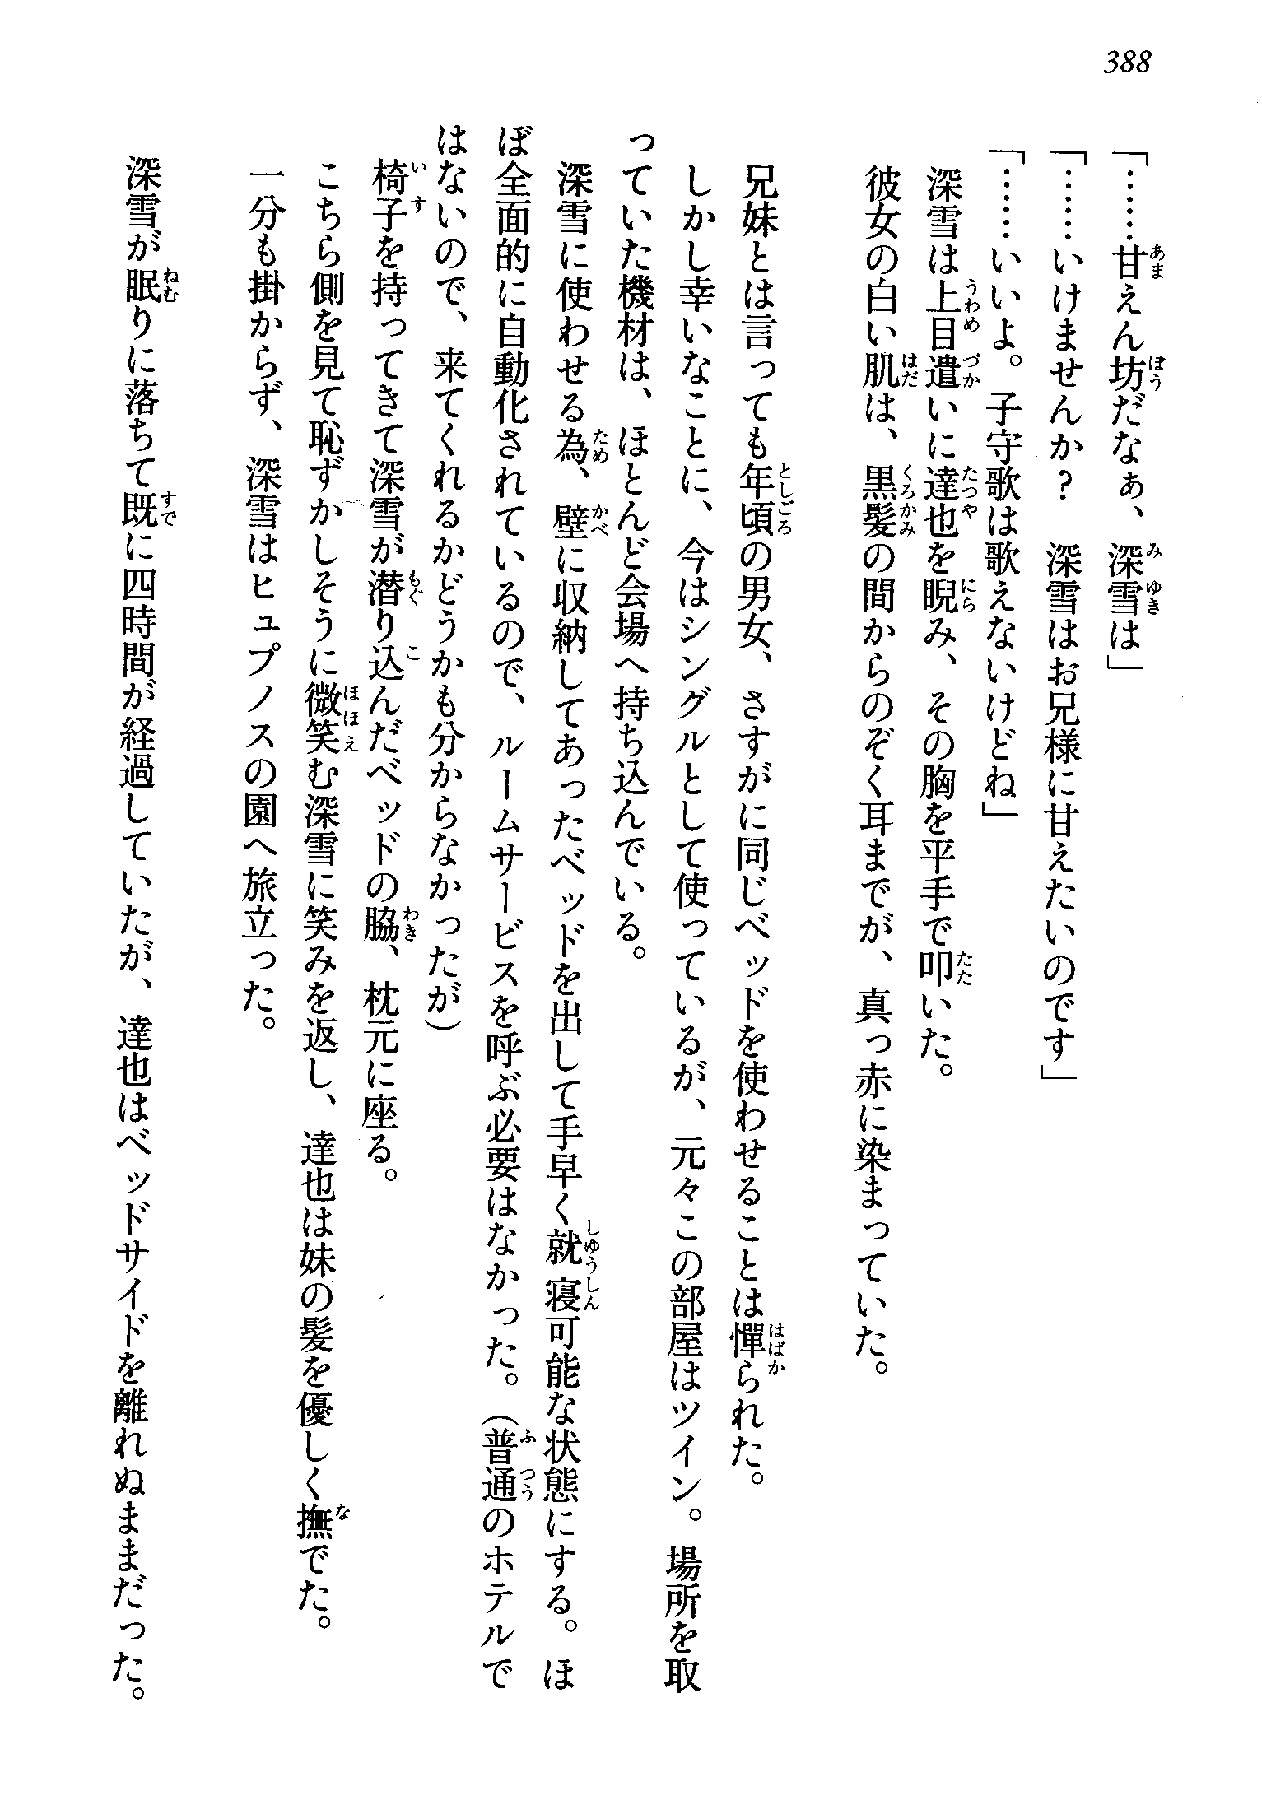 388
「……甘えん坊だなぁ、深雪は」
「……いけませんか？　深雪はお兄様に甘えたいのです」
「……いいよ。子守歌は歌えないけどね」
深雪は上目遣いに達也を睨み、その胸を平手で叩いた。
彼女の白い肌は、黒髪の間からのぞく耳までが、真っ赤に染まっていた。
兄妹とは言っても年頃の男女、さすがに同じベッドを使わせることは憚られた。
しかし幸いなことに、今はシングルとして使っているが、元々この部屋はツイン。場所を取
っていた機材は、ほとんど会場へ持ち込んでいる。
深雪に使わせる為、壁に収納してあったベッドを出して手早く就寝可能な状態にする。ほ
ぼ全面的に自動化されているので、ルームサービスを呼ぶ必要はなかった。（普通のホテルで
はないので、来てくれるかどうかも分からなかったが）
椅子を持ってきて深雪が潜り込んだベッドの脇、枕元に座る。
こちら側を見て恥ずかしそうに微笑む深雪に笑みを返し、達也は妹の髪を優しく撫でた。
一分も掛からず、深雪はヒュプノスの園へ旅立った。
深雪が眠りに落ちて既に四時間が経過していたが、達也はベッドサイドを離れぬままだった。